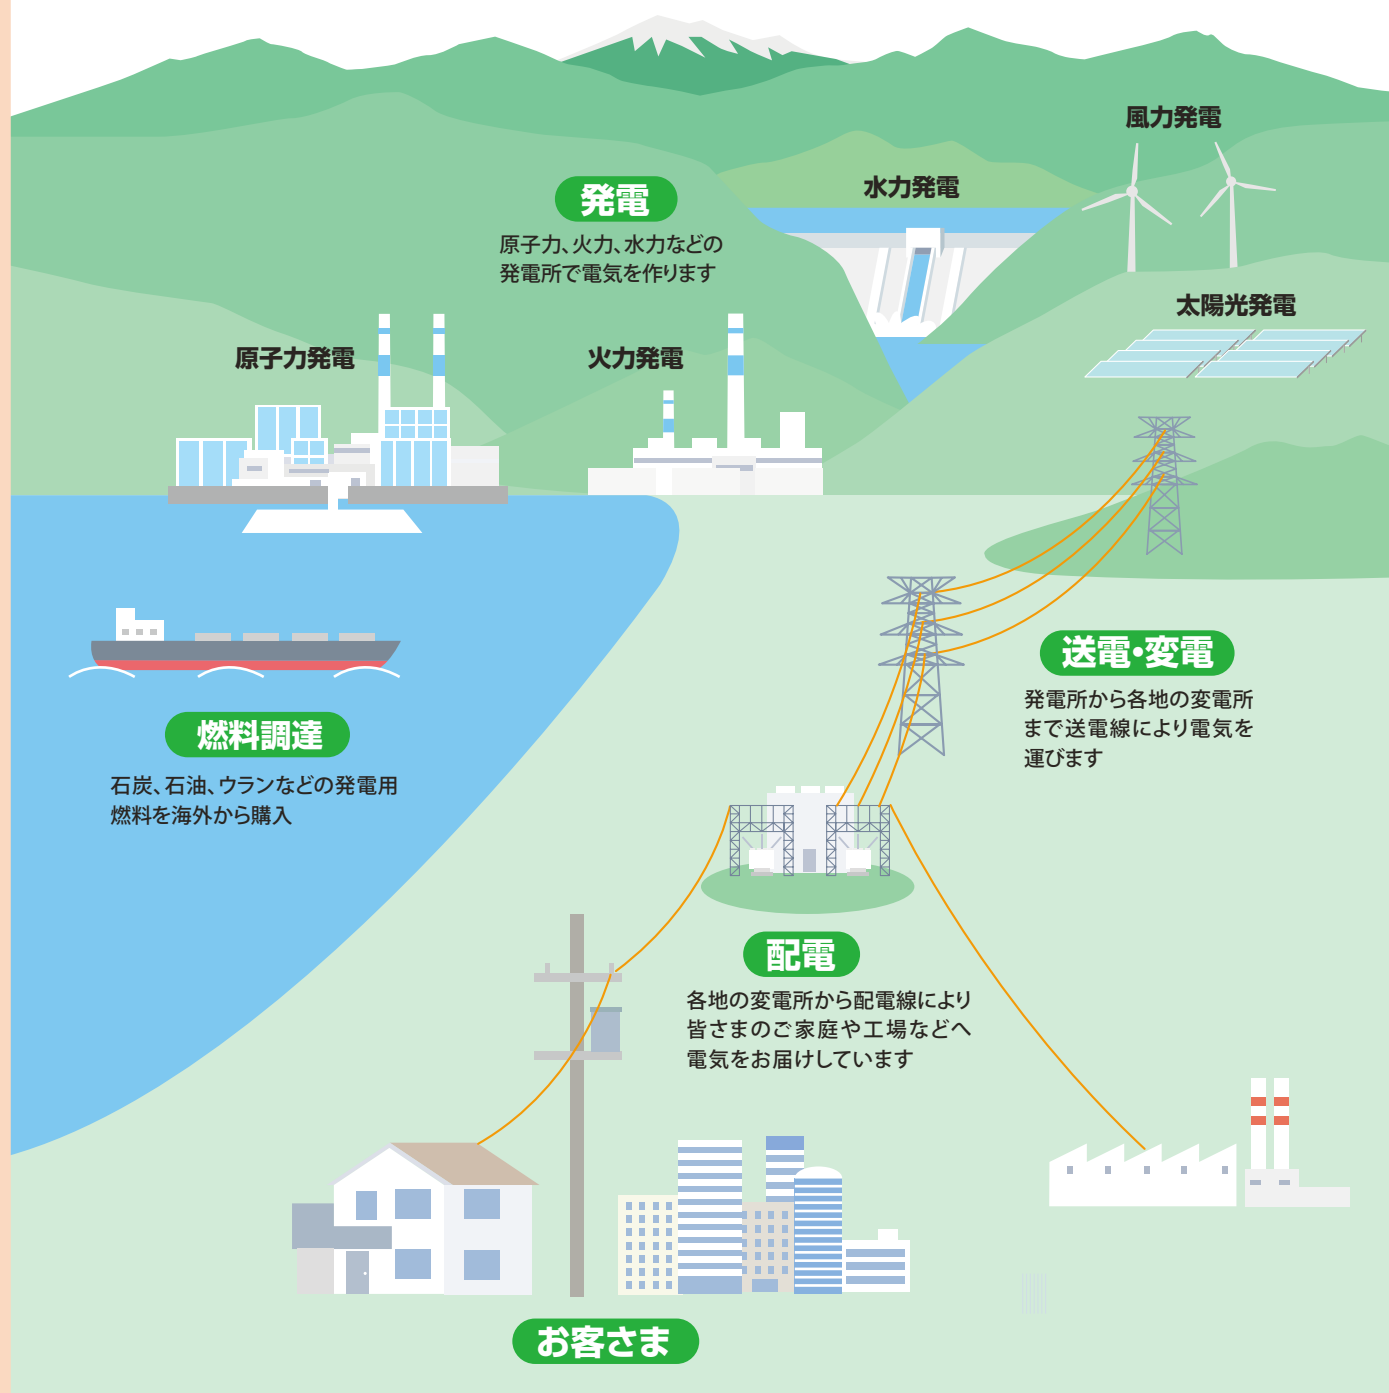 風力発電
水力発電
発電
原子力、火力、水力などの
発電所で電気を作ります
太陽光発電
原子力発電
火力発電
送電・変電
発電所から各地の変電所
まで送電線により電気を
運びます
燃料調達
石炭、石油、ウランなどの発電用
燃料を海外から購入
配電
各地の変電所から配電線により
皆さまのご家庭や工場などへ
電気をお届けしています
お客さま